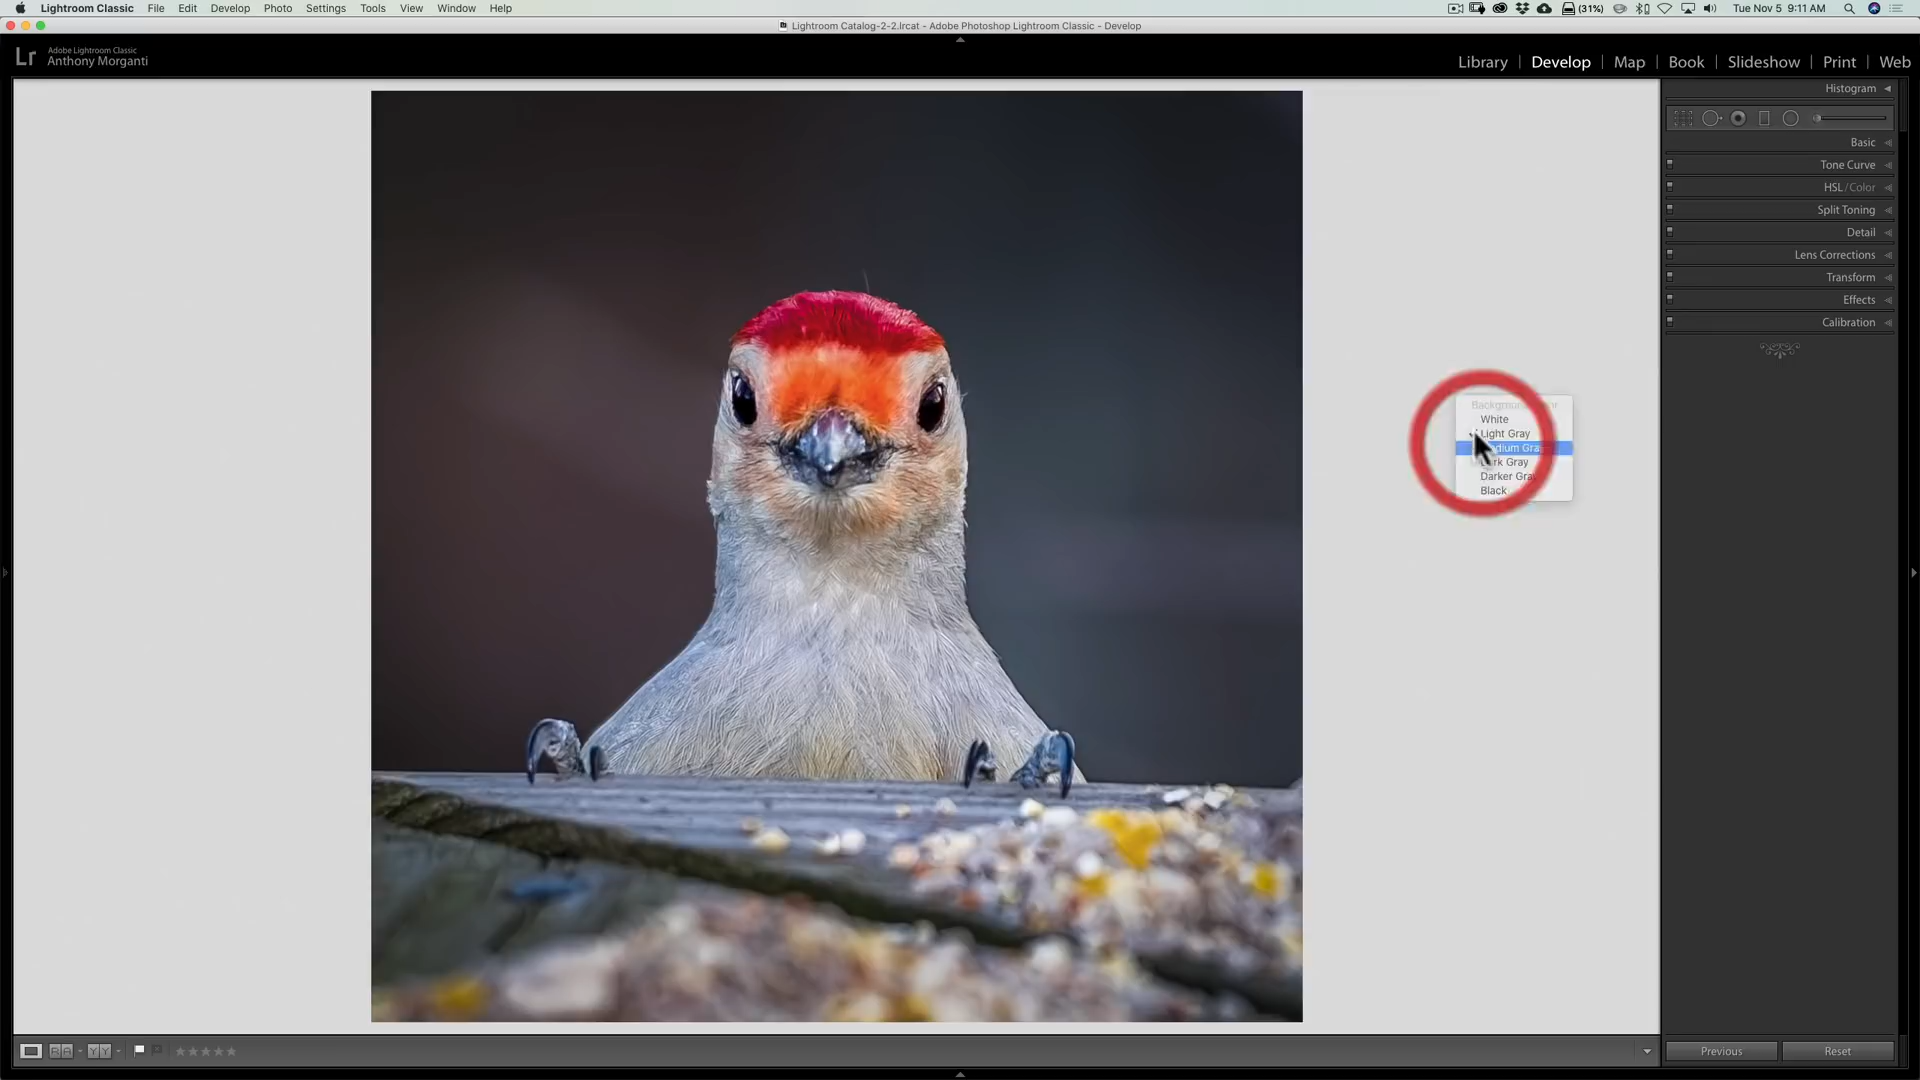 Lightroom Classic File Edit Develop Photo Settings Tools View Window Help (31%) Tue Nov 5 9:11 AM
Lightroom Catalog-2-2.lrcat - Adobe Photoshop Lightroom Classic - Develop
Lr Adobe Lightroom Classic
Anthony Morganti
Library | Develop | Map | Book | Slideshow | Print | Web
Histogram
Basic
Tone Curve
HSL / Color
Split Toning
Detail
Lens Corrections
Transform
Effects
Calibration
White
Light Gray
Gray
Black
R A Y Y
Previous Reset